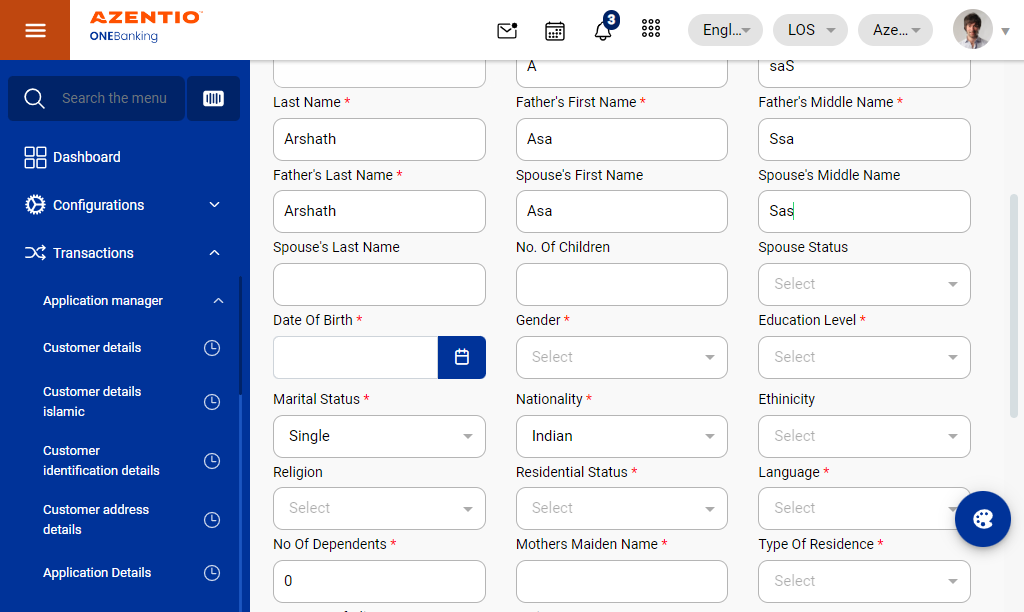 AZENTIO
ONEBanking
3
Engl...
LOS
Aze...
Search the menu
Dashboard
Configurations
Transactions
Application manager
Customer details
Customer details
islamic
Customer
identification details
Customer address
details
Application Details
A
saS
Last Name *
Father's First Name *
Father's Middle Name *
Arshath
Asa
Ssa
Father's Last Name *
Spouse's First Name
Spouse's Middle Name
Arshath
Asa
Sas
Spouse's Last Name
No. Of Children
Spouse Status
Select
Date Of Birth *
Gender *
Education Level *
Select
Select
Marital Status *
Nationality *
Ethinicity
Single
Indian
Select
Religion
Residential Status *
Language *
Select
Select
Select
No Of Dependents *
Mothers Maiden Name *
Type Of Residence *
0
Select